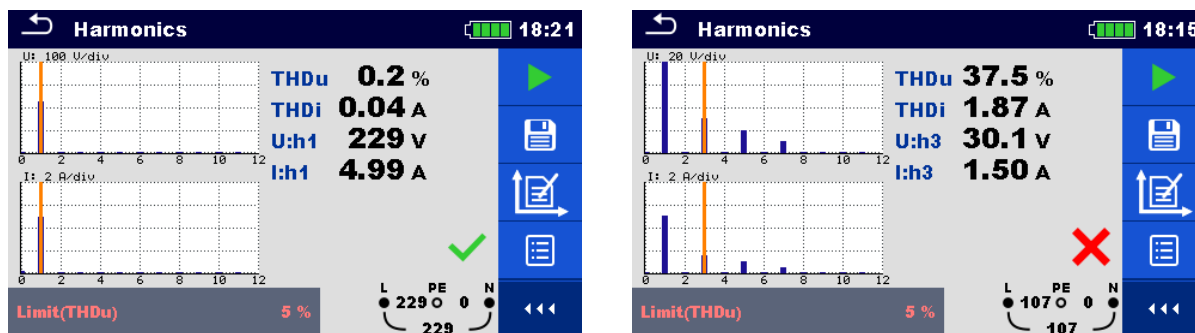 Harmonics 18:21
U: 100 V/div
THDu 0.2 %
THDi 0.04 A
U:h1 229 V
I:h1 4.99 A
0 2 4 6 8 10 12
I: 2 A/div
0 2 4 6 8 10 12
Limit(THDu) 5 %
L PE N
229 0
229
Harmonics 18:15
U: 20 V/div
THDu 37.5 %
THDi 1.87 A
U:h3 30.1 V
I:h3 1.50 A
0 2 4 6 8 10 12
I: 2 A/div
0 2 4 6 8 10 12
Limit(THDu) 5 %
L PE N
107 0
107